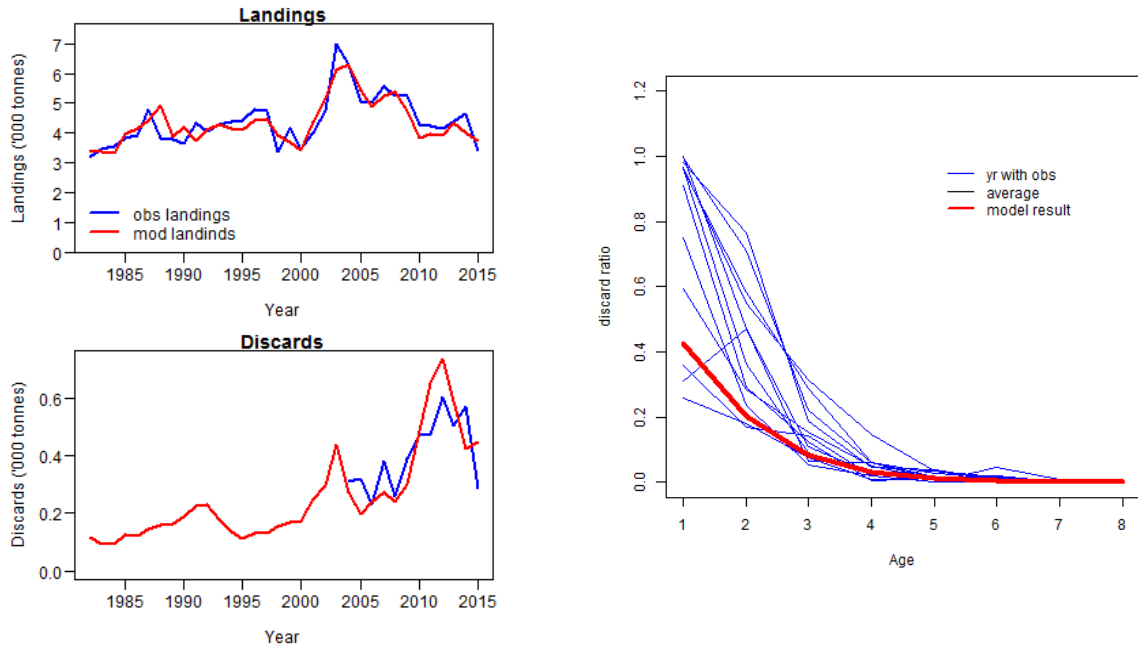 Landings
Landings ('000 tonnes)
7
6
5
4
3
2
1
0
obs landings
mod landinds
1985 1990 1995 2000 2005 2010 2015
Year
Discards
Discards ('000 tonnes)
0.6
0.4
0.2
0.0
1985 1990 1995 2000 2005 2010 2015
Year
discard ratio
1.2
1.0
0.8
0.6
0.4
0.2
0.0
yr with obs
average
model result
1 2 3 4 5 6 7 8
Age